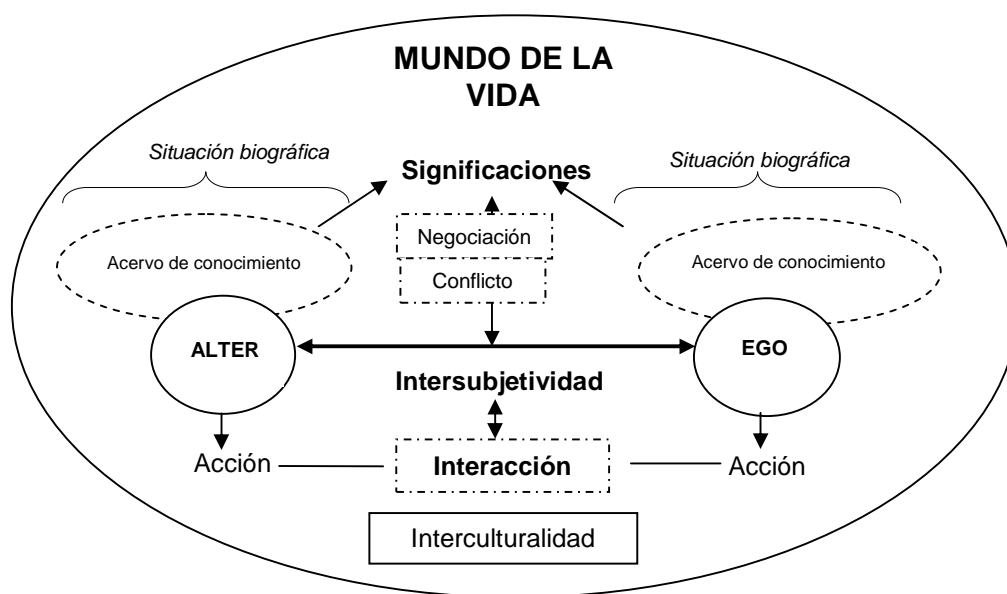 MUNDO DE LA
VIDA
Situación biográfica
Significaciones
Situación biográfica
Negociación
Acervo de conocimiento
Acervo de conocimiento
Conflicto
ALTER
EGO
Intersubjetividad
Acción
Interacción
Acción
Interculturalidad